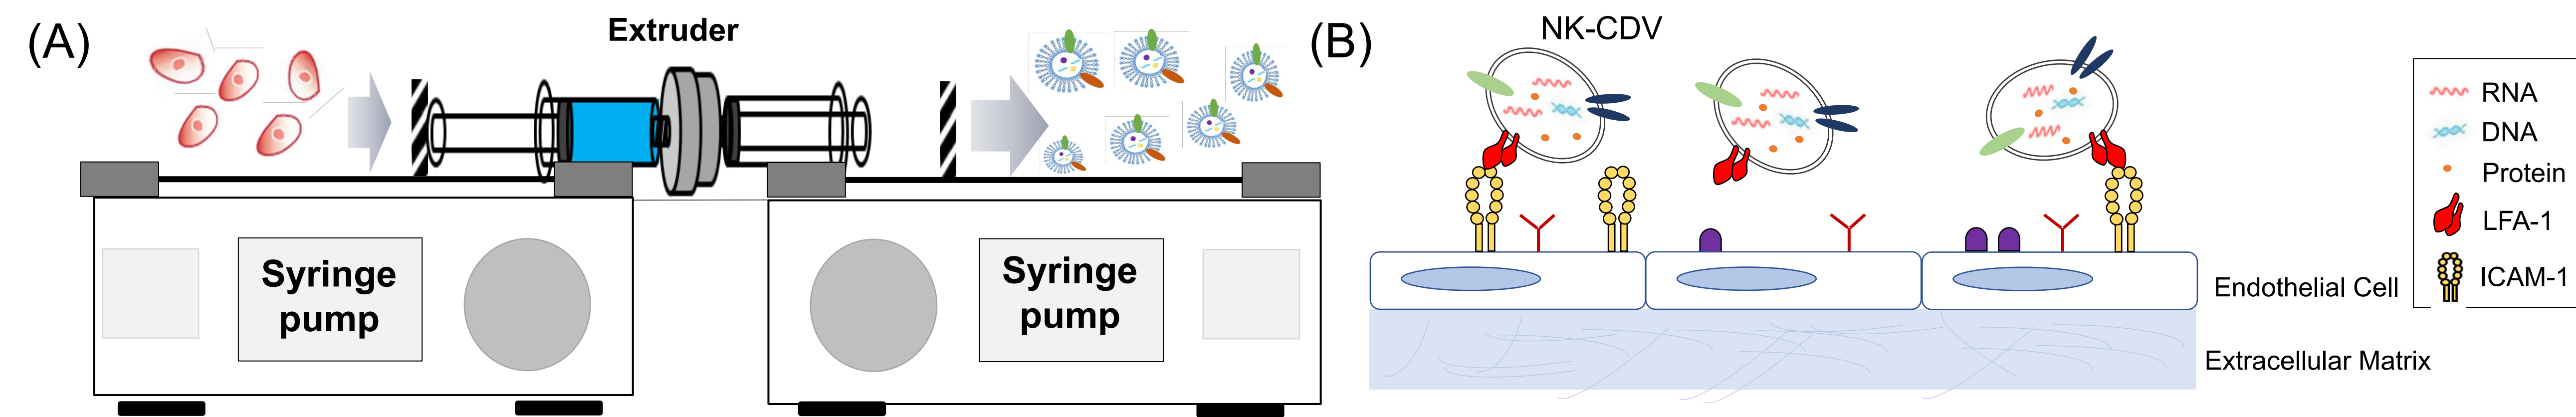 (A)
Extruder
Syringe
pump
Syringe
pump
(B)
NK-CDV
Endothelial Cell
Extracellular Matrix
RNA
DNA
Protein
LFA-1
ICAM-1